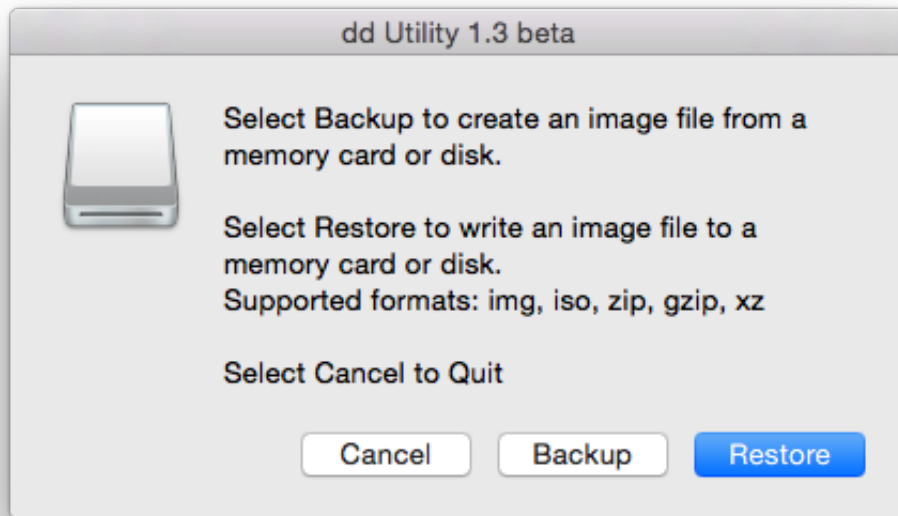 dd Utility 1.3 beta
Select Backup to create an image file from a
memory card or disk.
Select Restore to write an image file to a
memory card or disk.
Supported formats: img, iso, zip, gzip, xz
Select Cancel to Quit
Cancel Backup Restore